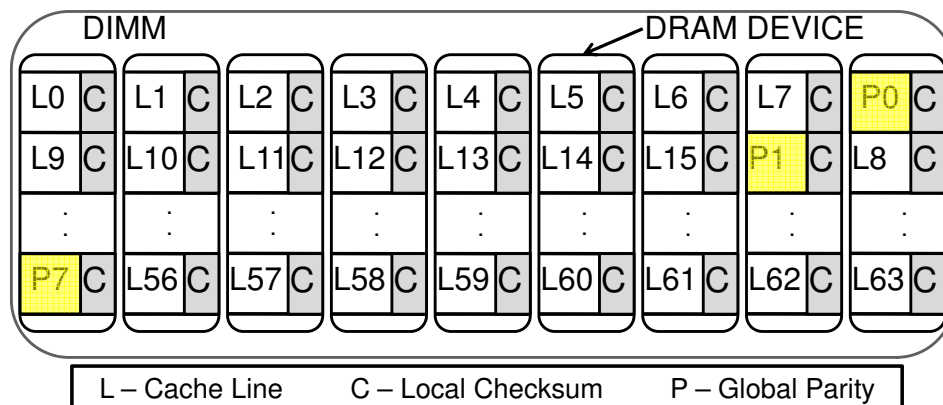 DIMM DRAM DEVICE
L0 C L1 C L2 C L3 C L4 C L5 C L6 C L7 C P0 C
L9 C L10 C L11 C L12 C L13 C L14 C L15 C P1 C L8 C
: : : : : : : : :
P7 C L56 C L57 C L58 C L59 C L60 C L61 C L62 C L63 C
L – Cache Line C – Local Checksum P – Global Parity